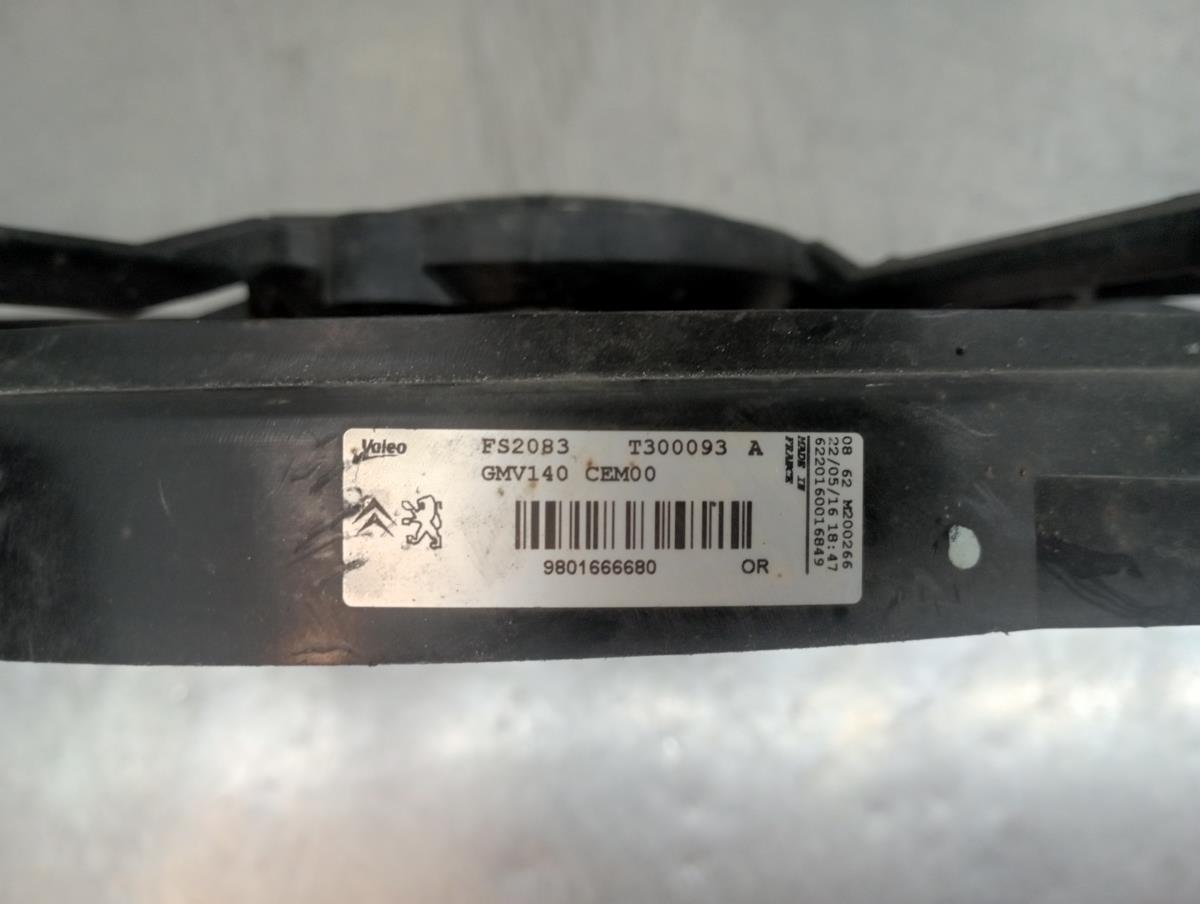 Valeo
FS2083 T300093 A
GMV140 CEM00
9801666680 OR
MADE IN
FRANCE
08 62 M200266
22/05/16 18:47
6220160016849